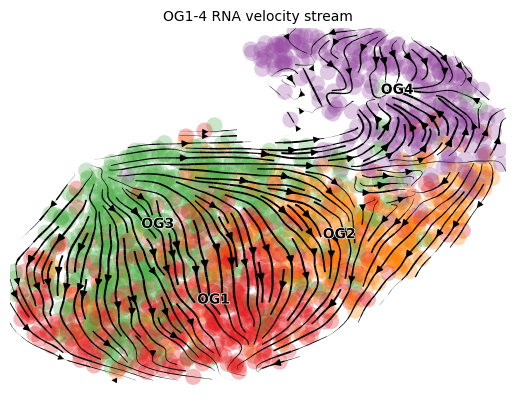 OG1-4 RNA velocity stream
OG4
OG3
OG2
OG1